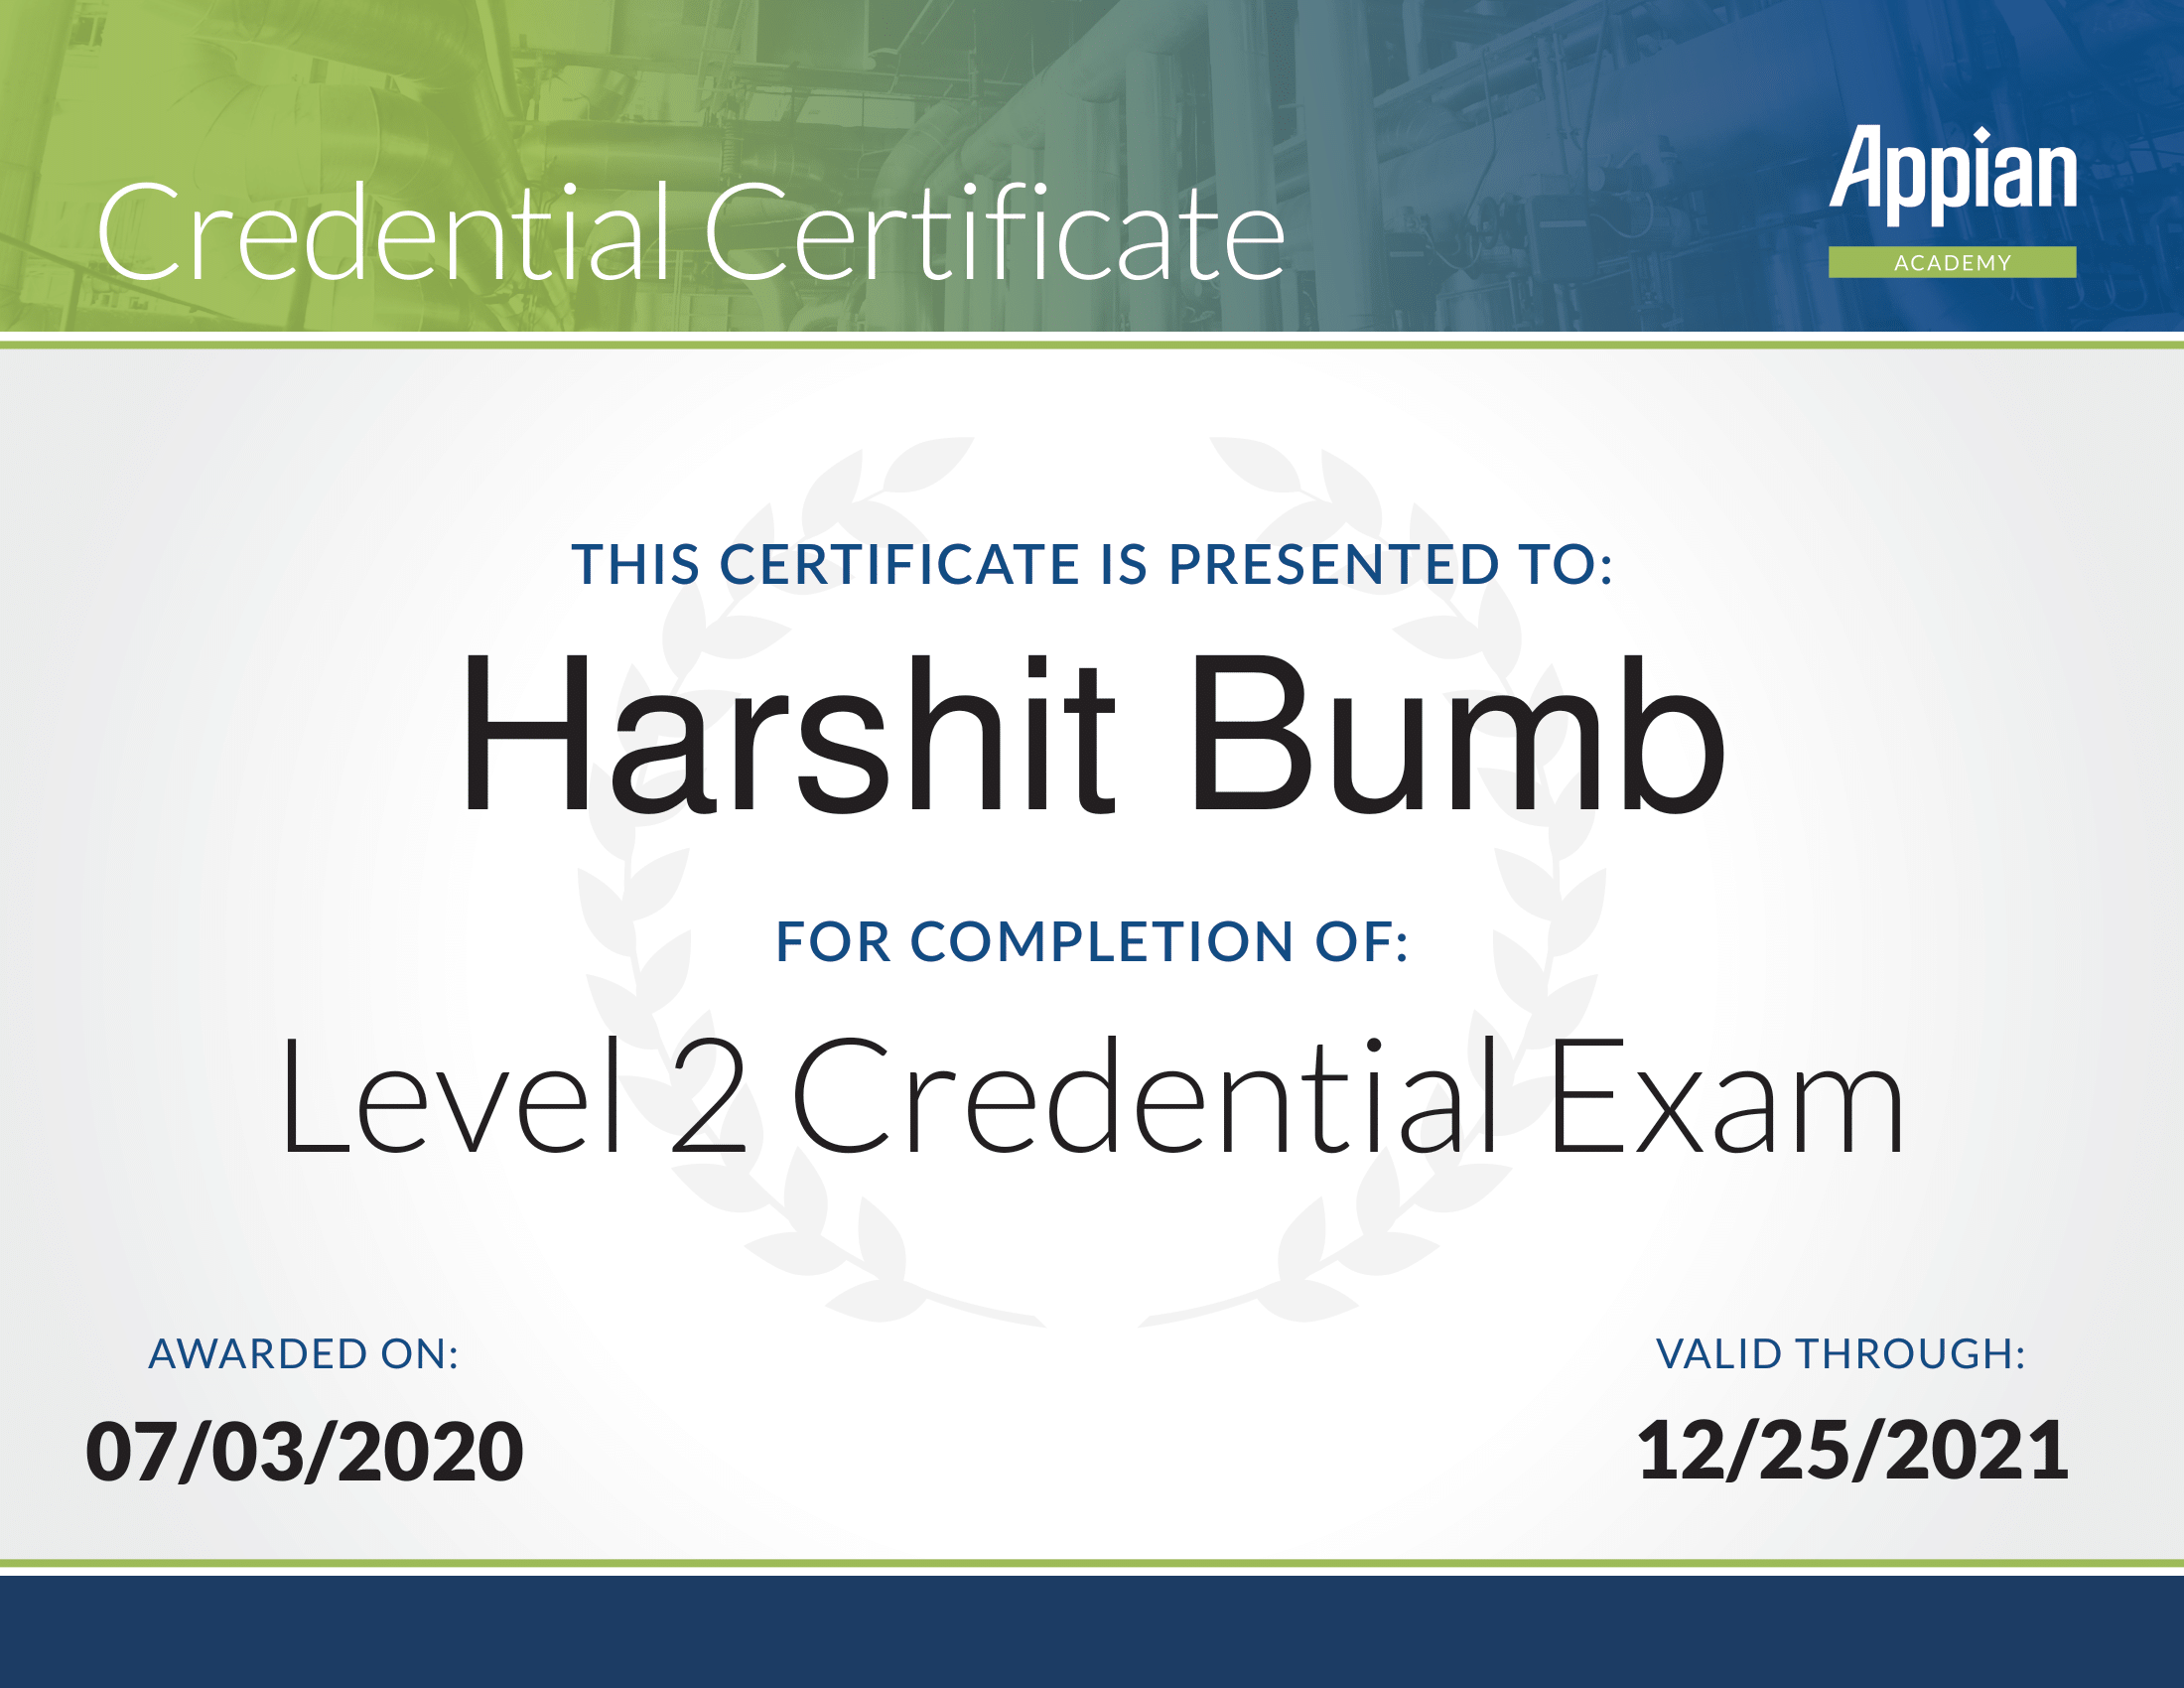 Credential Certificate
Appian
ACADEMY
THIS CERTIFICATE IS PRESENTED TO:
Harshit Bumb
FOR COMPLETION OF:
Level 2 Credential Exam
AWARDED ON:
07/03/2020
VALID THROUGH:
12/25/2021